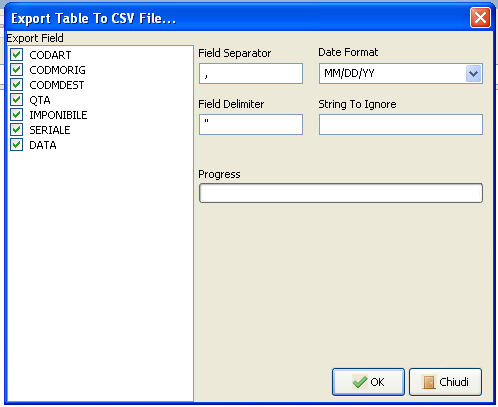 Export Table To CSV File...
Export Field
CODART
CODMORIG
CODMDEST
QTA
IMPONIBILE
SERIALE
DATA
Field Separator
Date Format
,
MM/DD/YY
Field Delimiter
String To Ignore
"
Progress
OK
Chiudi